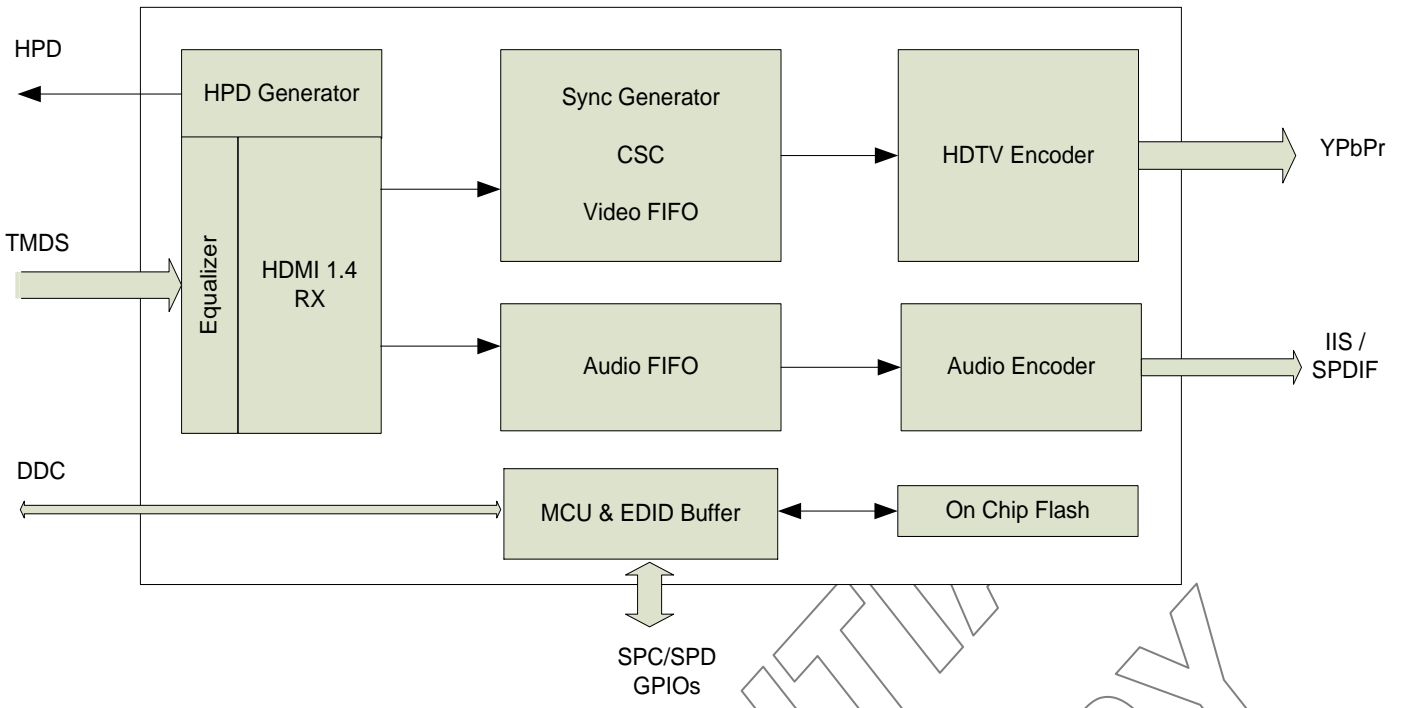 HPD
HPD Generator
Sync Generator
CSC
Video FIFO
HDTV Encoder
YPbPr
TMDS
Equalizer
HDMI 1.4
RX
Audio FIFO
Audio Encoder
IIS /
SPDIF
DDC
MCU & EDID Buffer
On Chip Flash
SPC/SPD
GPIOs